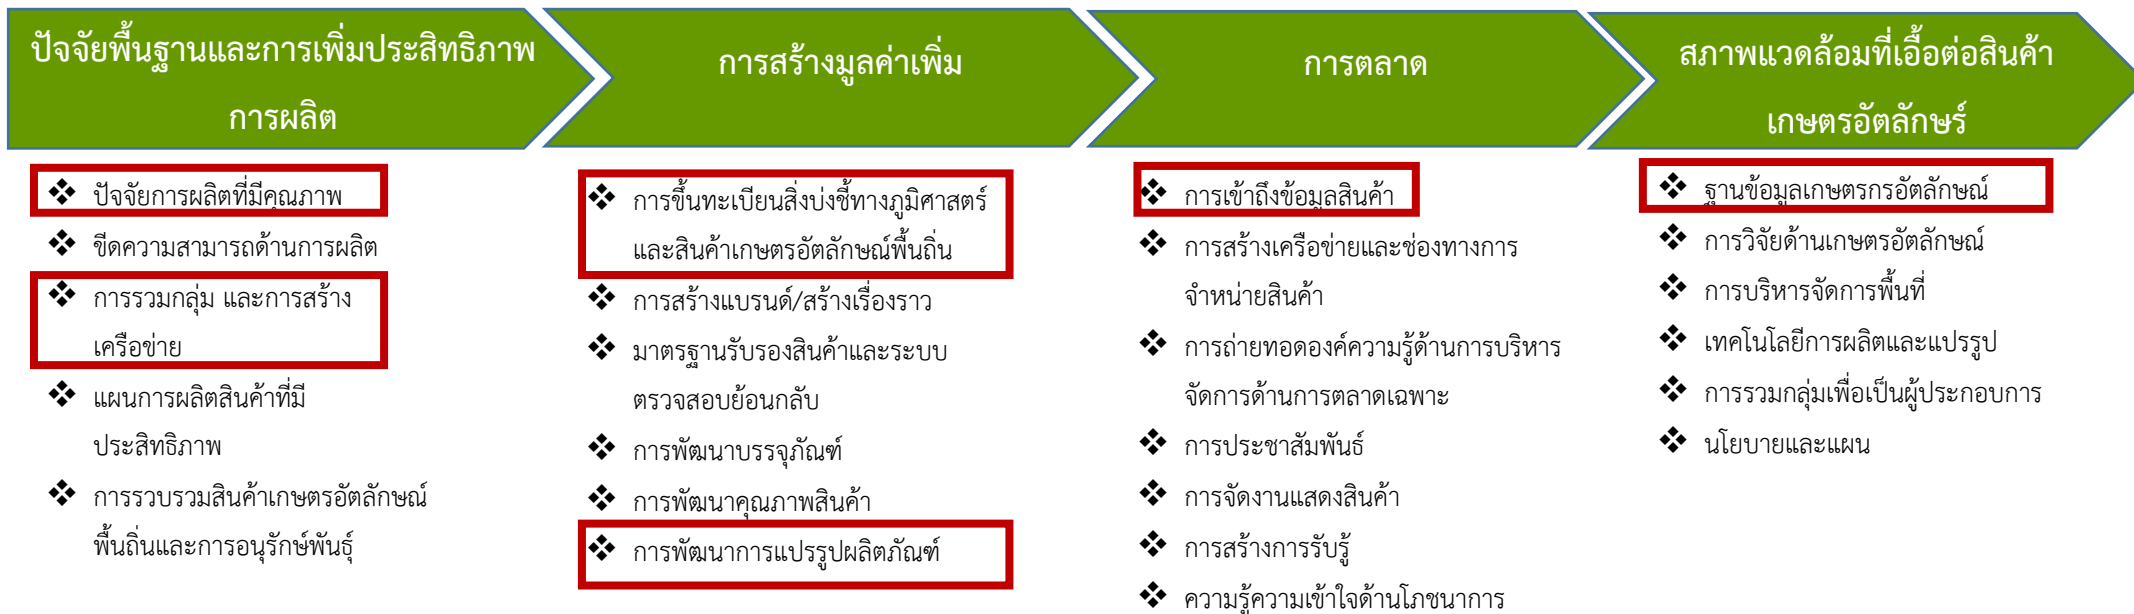 ปัจจัยพื้นฐานและการเพิ่มประสิทธิภาพ
การผลิต
การสร้างมูลค่าเพิ่ม
การตลาด
สภาพแวดล้อมที่เอื้อต่อสินค้า
เกษตรอัตลักษร์
❖ ปัจจัยการผลิตที่มีคุณภาพ
❖ ขีดความสามารถด้านการผลิต
❖ การรวมกลุ่ม และการสร้าง
เครือข่าย
❖ แผนการผลิตสินค้าที่มี
ประสิทธิภาพ
❖ การรวบรวมสินค้าเกษตรอัตลักษณ์
พื้นถิ่นและการอนุรักษ์พันธุ์
❖ การขึ้นทะเบียนสิ่งบ่งชี้ทางภูมิศาสตร์
และสินค้าเกษตรอัตลักษณ์พื้นถิ่น
❖ การสร้างแบรนด์/สร้างเรื่องราว
❖ มาตรฐานรับรองสินค้าและระบบ
ตรวจสอบย้อนกลับ
❖ การพัฒนาบรรจุภัณฑ์
❖ การพัฒนาคุณภาพสินค้า
❖ การพัฒนาการแปรรูปผลิตภัณฑ์
❖ การเข้าถึงข้อมูลสินค้า
❖ การสร้างเครือข่ายและช่องทางการ
จำหน่ายสินค้า
❖ การถ่ายทอดองค์ความรู้ด้านการบริหาร
จัดการด้านการตลาดเฉพาะ
❖ การประชาสัมพันธ์
❖ การจัดงานแสดงสินค้า
❖ การสร้างการรับรู้
❖ ความรู้ความเข้าใจด้านโภชนาการ
❖ ฐานข้อมูลเกษตรกรอัตลักษณ์
❖ การวิจัยด้านเกษตรอัตลักษณ์
❖ การบริหารจัดการพื้นที่
❖ เทคโนโลยีการผลิตและแปรรูป
❖ การรวมกลุ่มเพื่อเป็นผู้ประกอบการ
❖ นโยบายและแผน